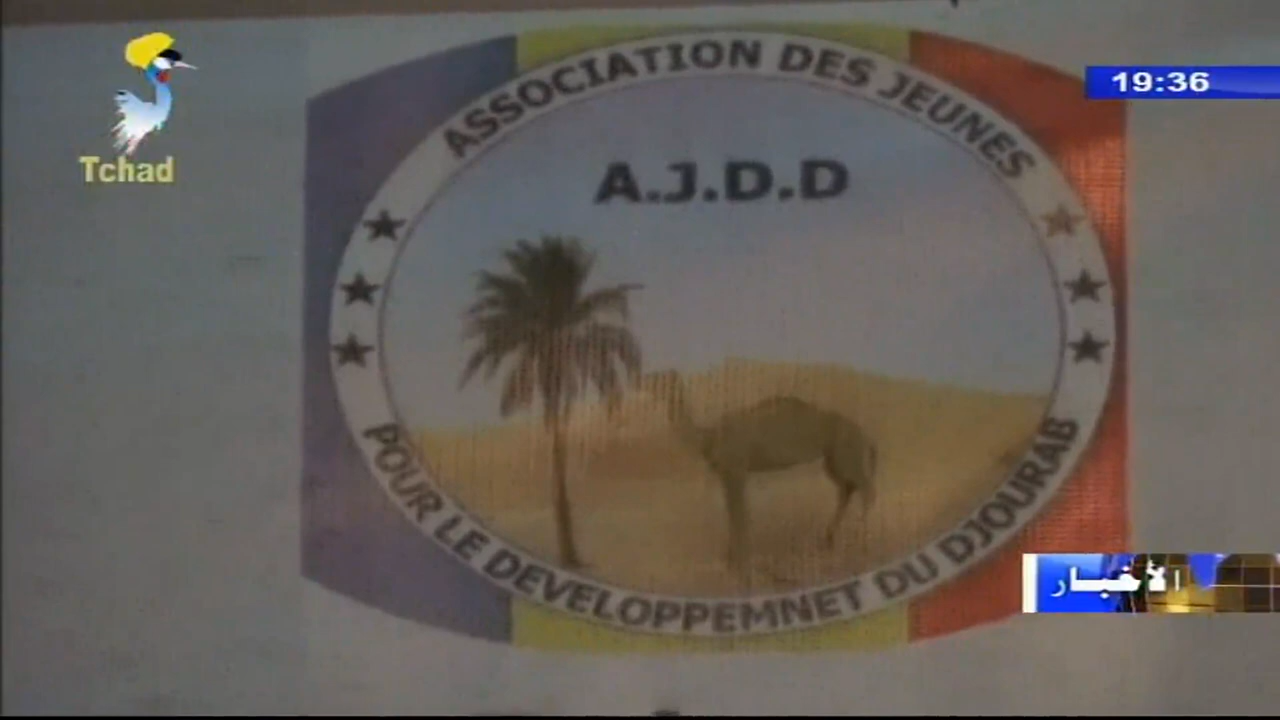 Tchad
19:36
ASSOCIATION DES JEUNES
A.J.D.D
POUR LE DEVELOPPEMNET DU DJOURAB
الأخبار